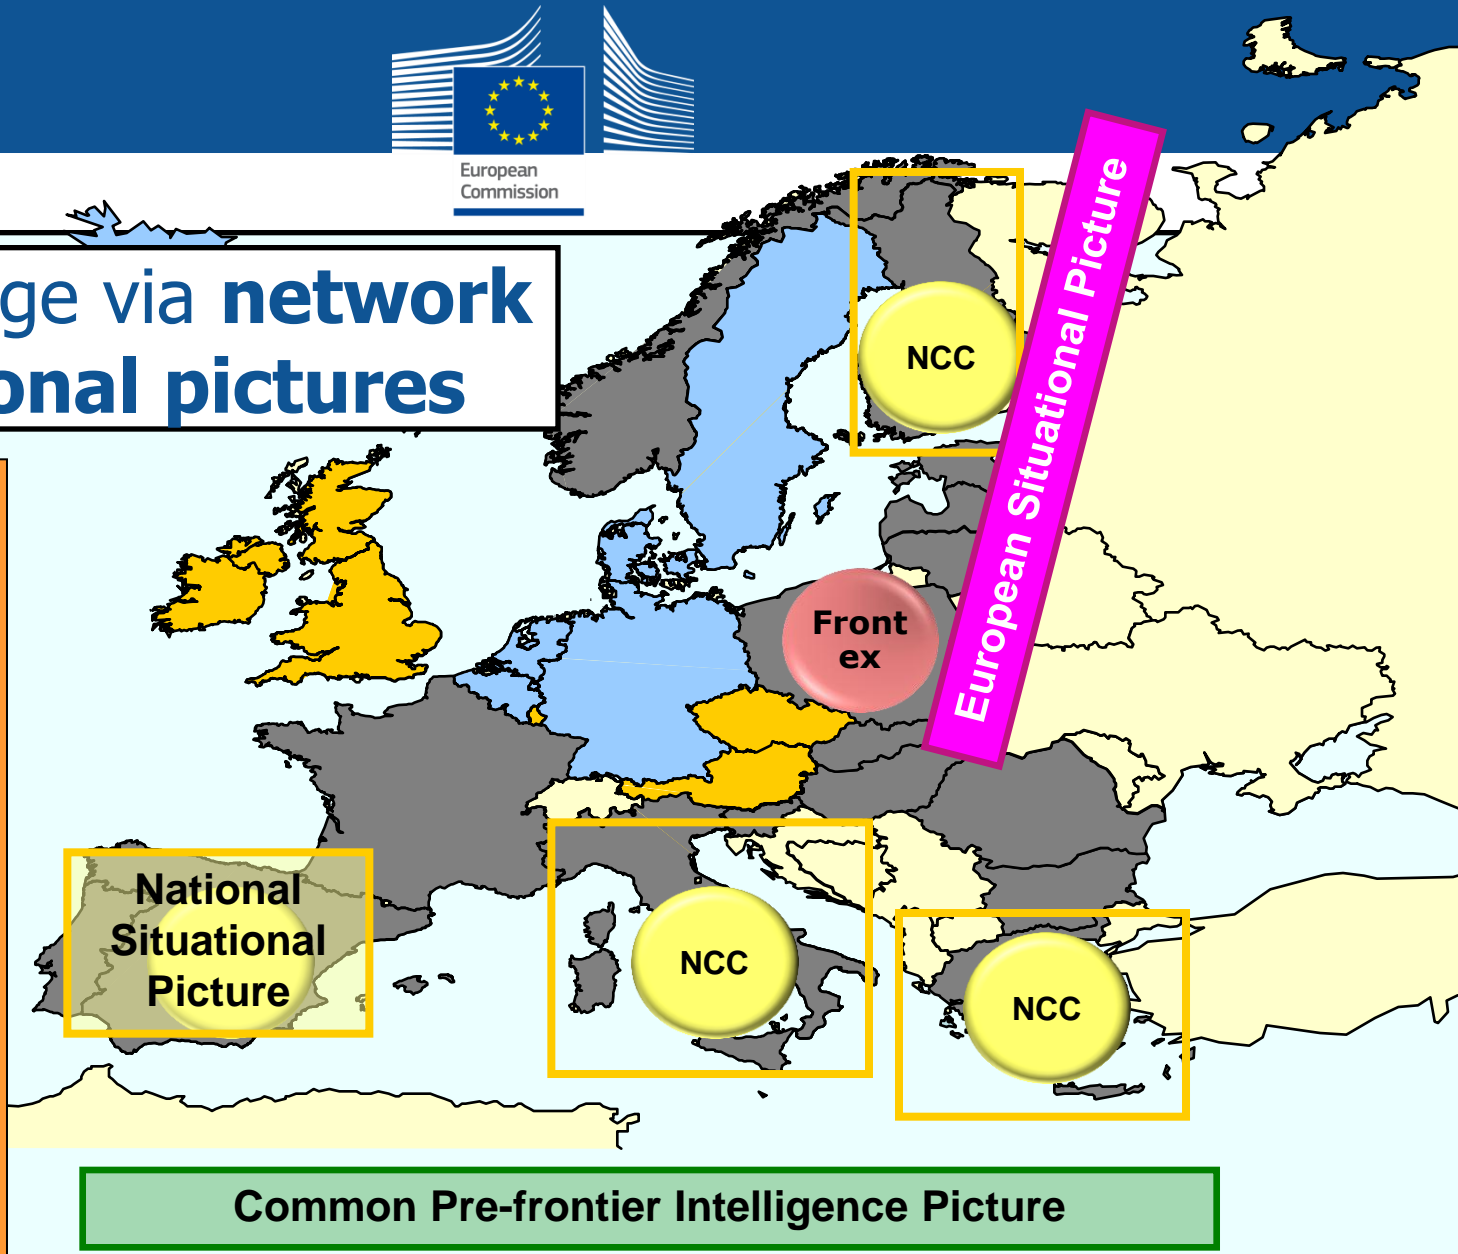 European
Commission
ge via network
onal pictures
NCC
European Situational Picture
Front
ex
National
Situational
Picture
NCC
NCC
Common Pre-frontier Intelligence Picture